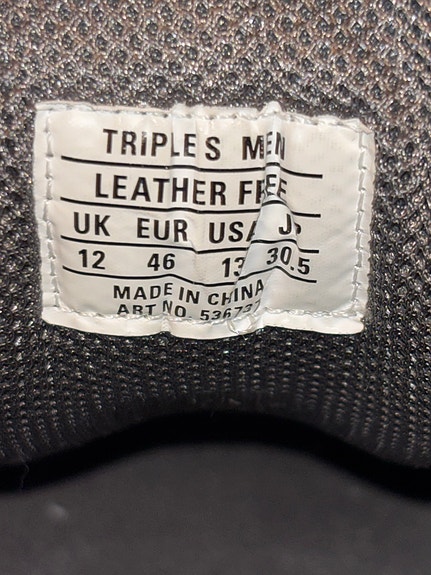 TRIPLE S MEN
LEATHER FREE
UK EUR USA
12 46 13 30.5
MADE IN CHINA
ART NO.